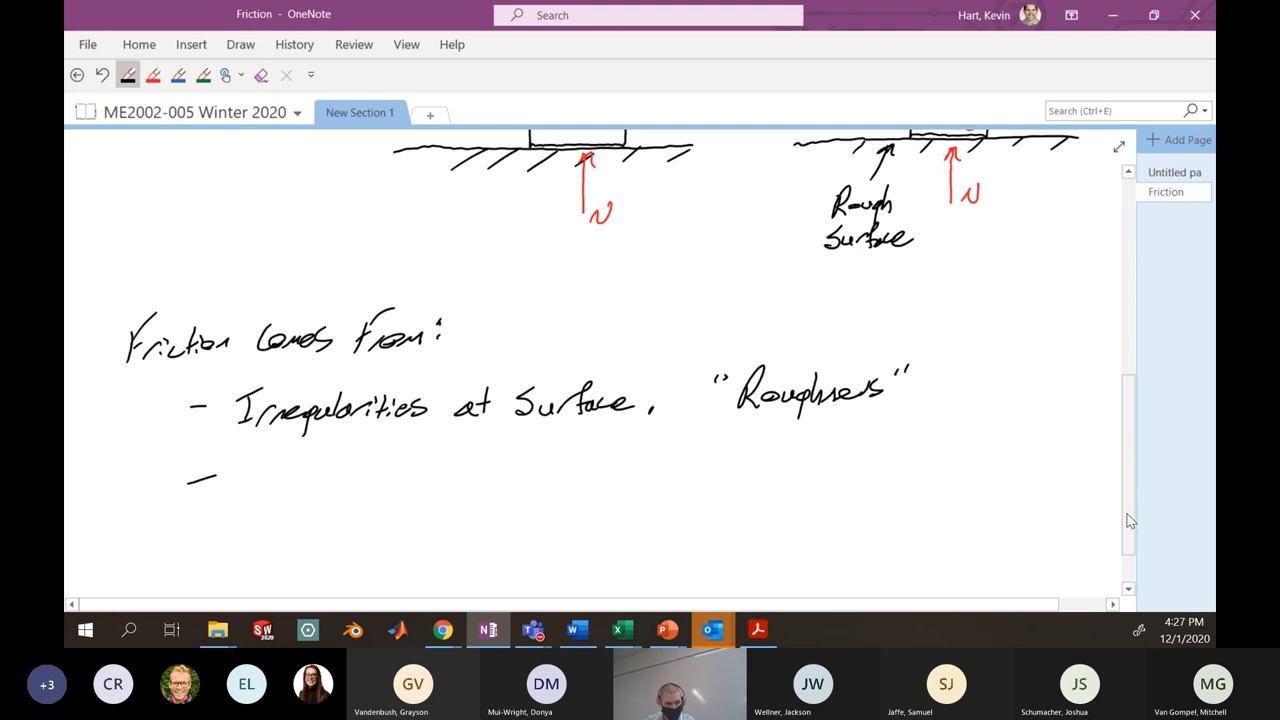 Friction - OneNote
Search
Hart, Kevin
File Home Insert Draw History Review View Help
ME2002-005 Winter 2020
New Section 1
+
Search (Ctrl+E)
Add Page
Untitled pa
Friction
N
Rough
Surface
N
Friction Comes From:
- Irregularities at Surface. "Roughness"
-
4:27 PM
12/1/2020
SW
2020
+3
CR
EL
GV
Vandenbush, Grayson
DM
Mui-Wright, Donya
JW
Wellner, Jackson
SJ
Jaffe, Samuel
JS
Schumacher, Joshua
MG
Van Gompel, Mitchell